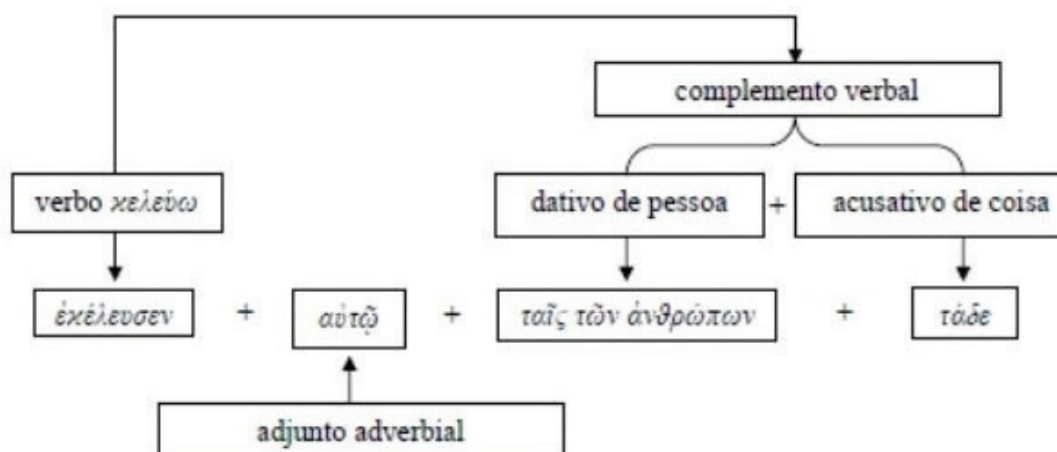 complemento verbal
verbo κελεύω
dativo de pessoa + acusativo de coisa
ἐκέλευσεν + αὐτῷ + ταῖς τῶν ἀνθρώπων + τάδε
adjunto adverbial